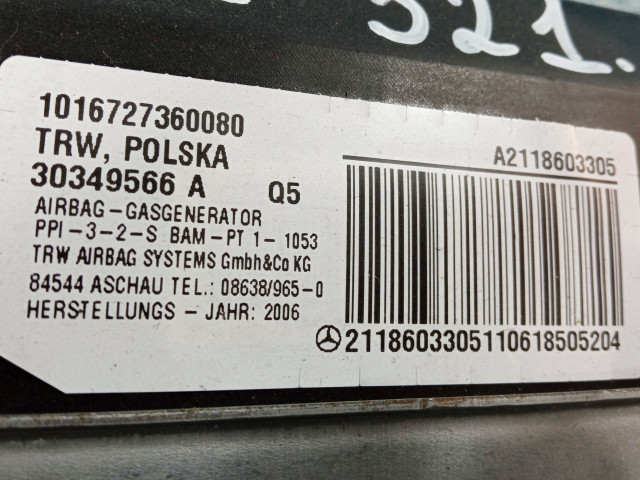 521.
1016727360080
TRW, POLSKA
30349566 A Q5
AIRBAG-GASGENERATOR
PPI-3-2-S BAM-PT 1- 1053
TRW AIRBAG SYSTEMS GmbH&Co KG
84544 ASCHAU TEL.: 08638/965-0
HERSTELLUNGS - JAHR: 2006
A2118603305
2118603305110618505204